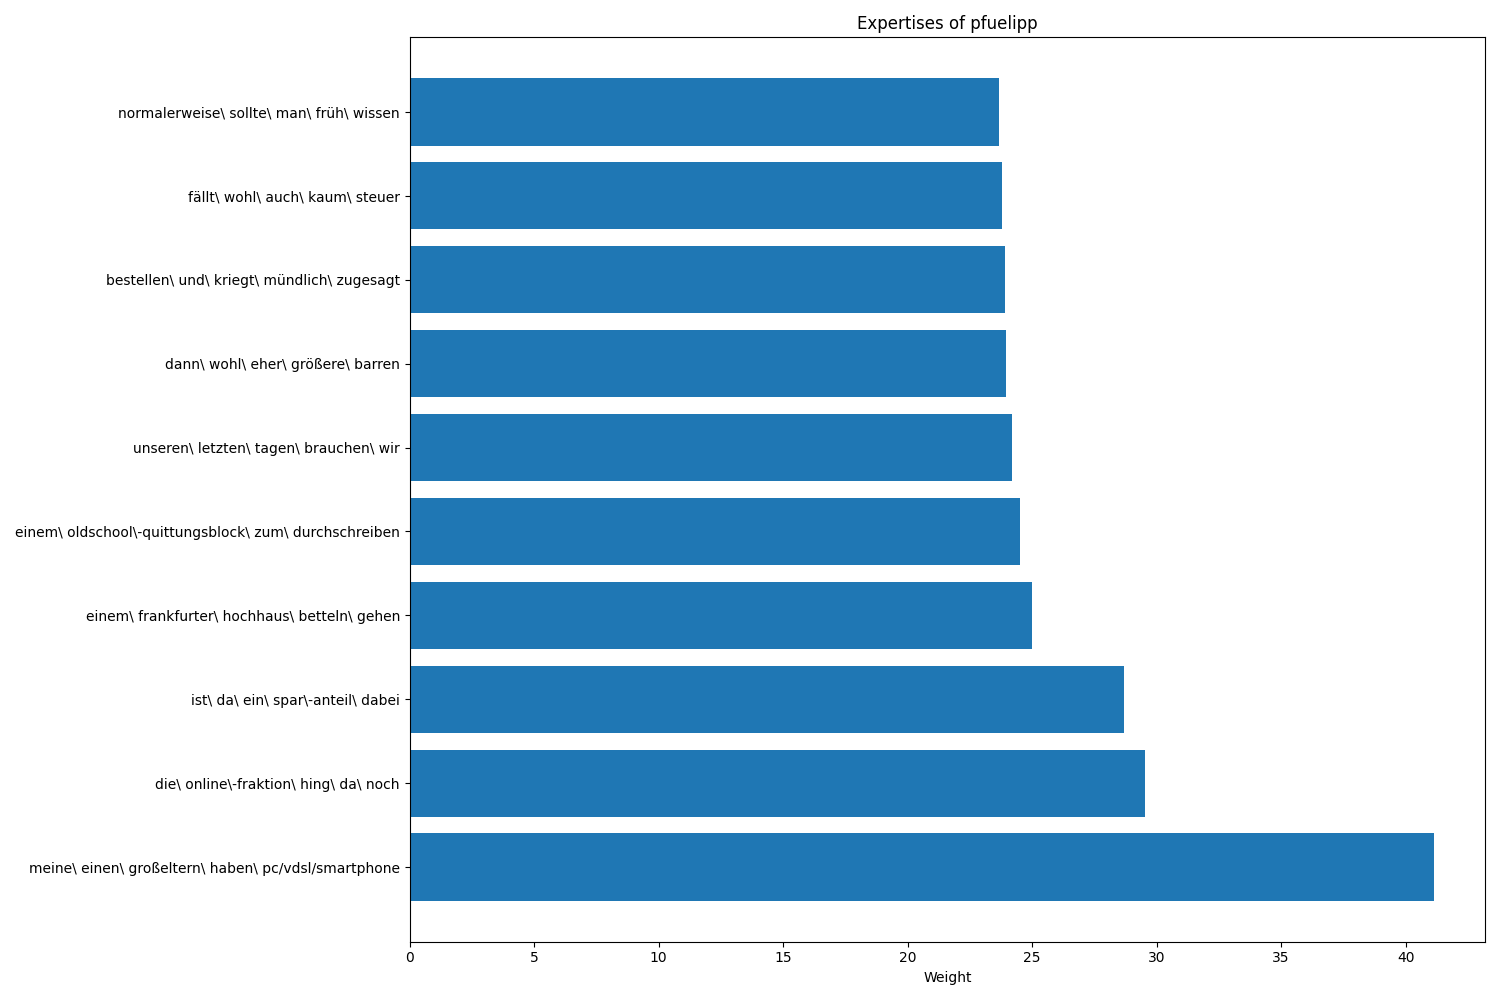 Expertises of pfuelipp
normalerweise\ sollte\ man\ früh\ wissen
fällt\ wohl\ auch\ kaum\ steuer
bestellen\ und\ kriegt\ mündlich\ zugesagt
dann\ wohl\ eher\ größere\ barren
unseren\ letzten\ tagen\ brauchen\ wir
einem\ oldschool\-quittungsblock\ zum\ durchschreiben
einem\ frankfurter\ hochhaus\ betteln\ gehen
ist\ da\ ein\ spar\-anteil\ dabei
die\ online\-fraktion\ hing\ da\ noch
meine\ einen\ großeltern\ haben\ pc/vdsl/smartphone
0 5 10 15 20 25 30 35 40
Weight